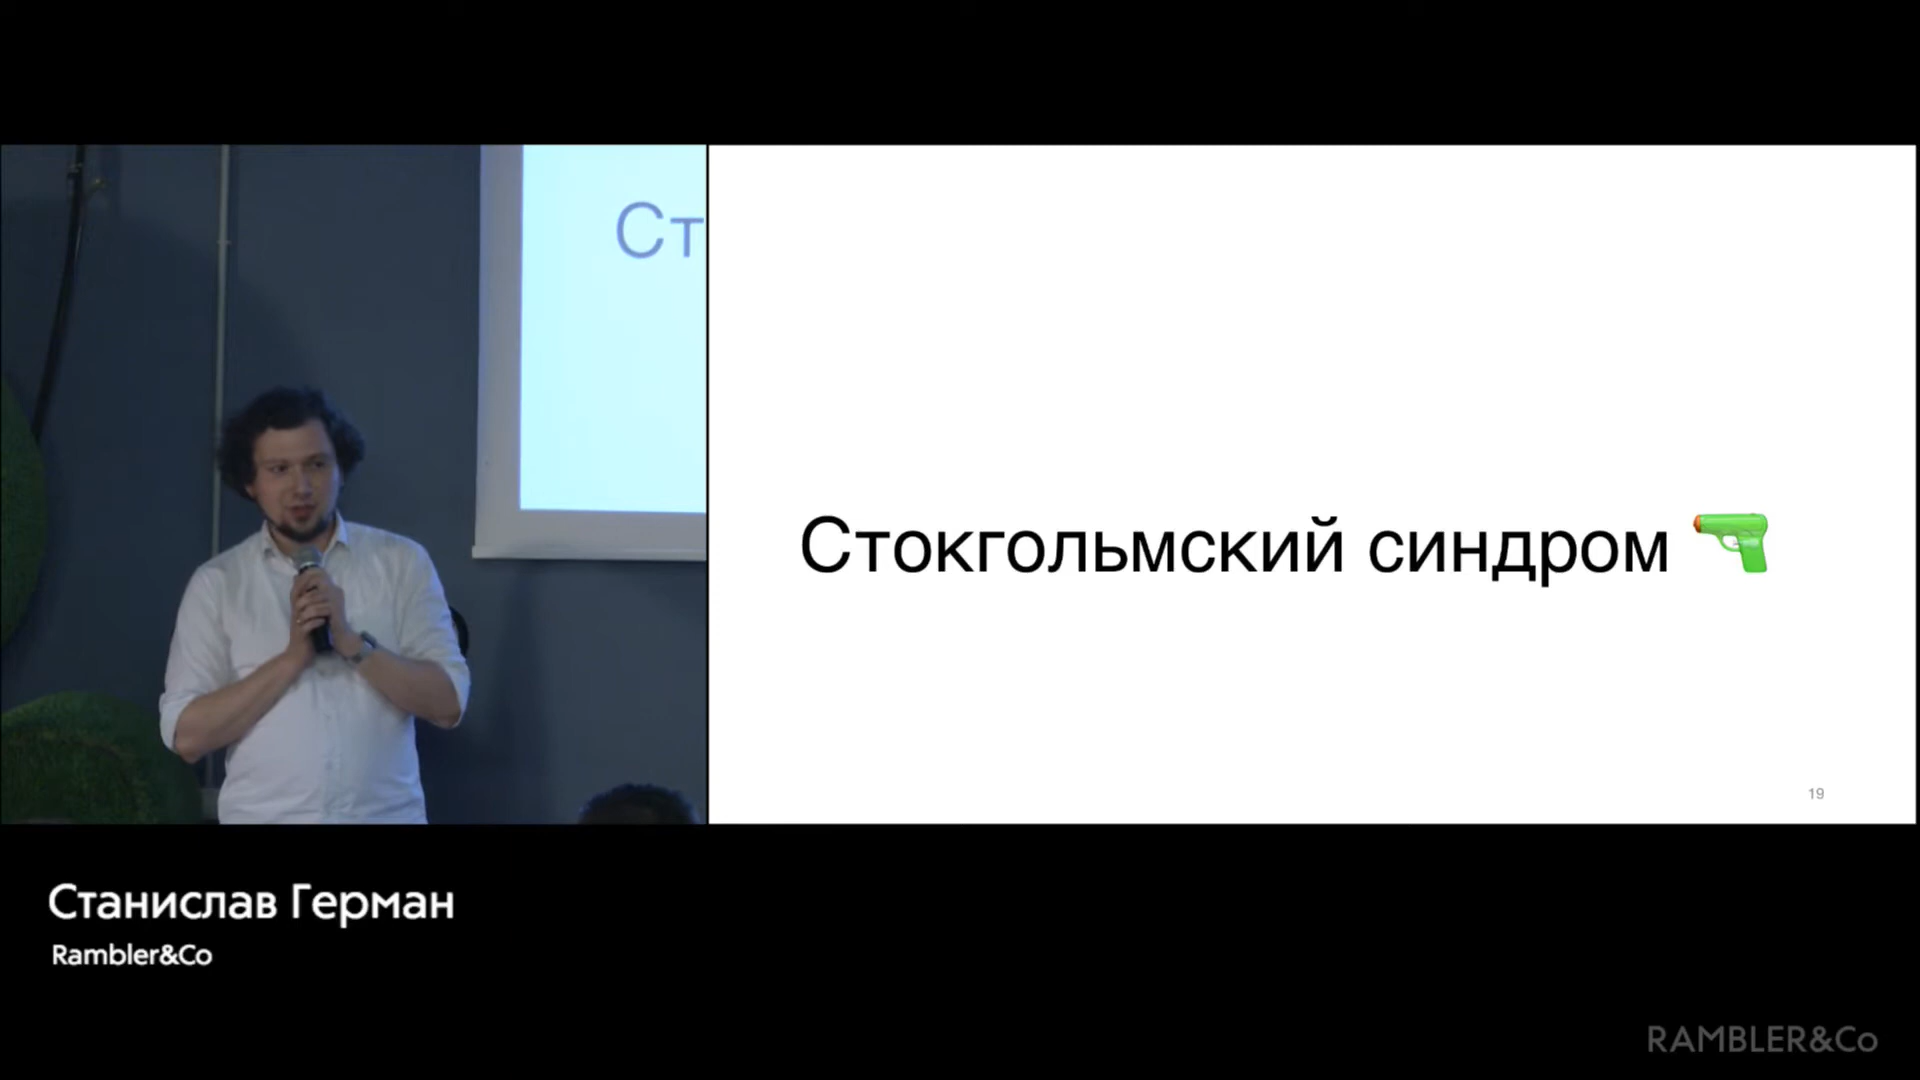 Ст
Стокгольмский синдром
19
Станислав Герман
Rambler&Co
RAMBLER&Co